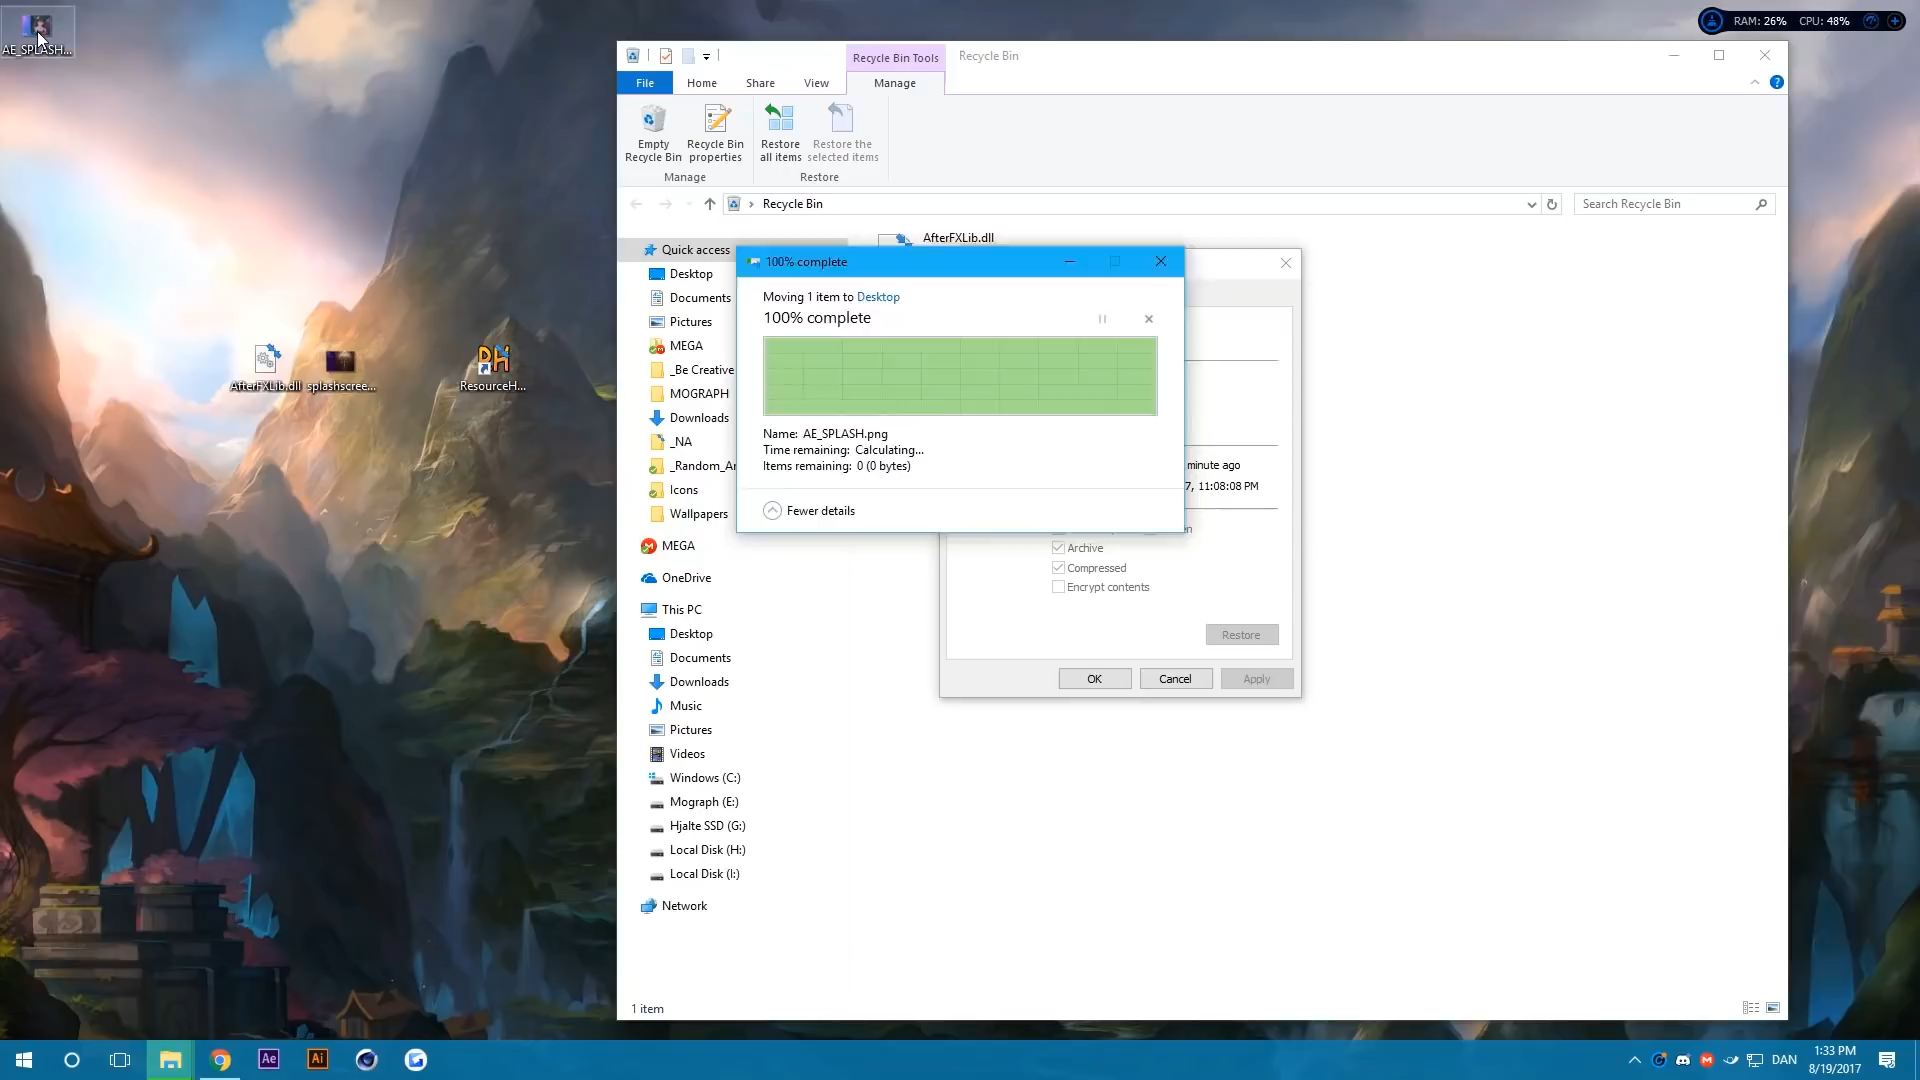 AE_SPLASH...
RAM: 26% CPU: 48%
Recycle Bin Tools
Recycle Bin
File
Home
Share
View
Manage
Empty
Recycle Bin
Recycle Bin
properties
Restore
all items
Restore the
selected items
Manage
Restore
Recycle Bin
Search Recycle Bin
AfterFXLib.dll
Quick access
Desktop
Documents
Pictures
MEGA
_Be Creative
MOGRAPH
Downloads
_NA
_Random_Ar
Icons
Wallpapers
MEGA
OneDrive
This PC
Desktop
Documents
Downloads
Music
Pictures
Videos
Windows (C:)
Mograph (E:)
Hjalte SSD (G:)
Local Disk (H:)
Local Disk (I:)
Network
1 item
100% complete
Moving 1 item to Desktop
100% complete
Name: AE_SPLASH.png
Time remaining: Calculating...
Items remaining: 0 (0 bytes)
Fewer details
minute ago
7, 11:08:08 PM
Archive
Compressed
Encrypt contents
Restore
OK
Cancel
Apply
AfterFXLib.dll
splashscree...
ResourceH...
Ae
Ai
DAN
1:33 PM
8/19/2017